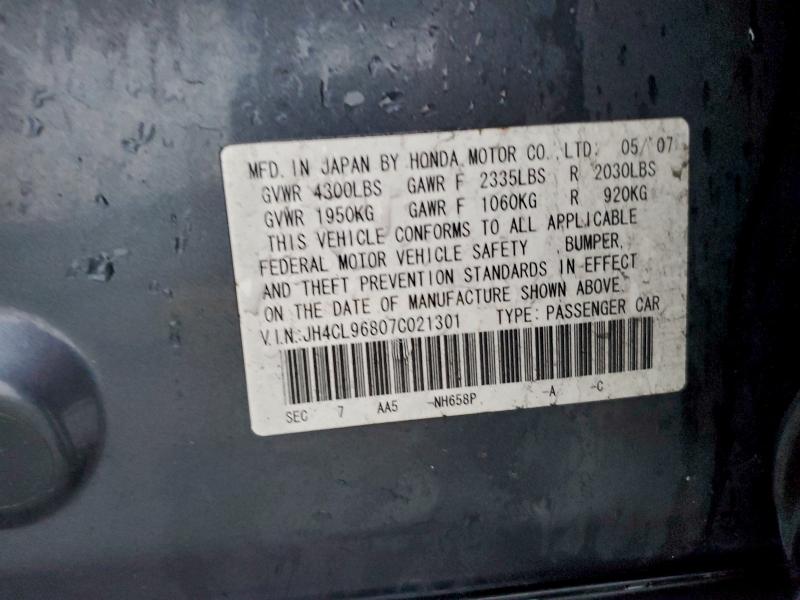 MFD. IN JAPAN BY HONDA MOTOR CO., LTD. 05/'07
GVWR 4300LBS GAWR F 2335LBS R 2030LBS
GVWR 1950KG GAWR F 1060KG R 920KG
THIS VEHICLE CONFORMS TO ALL APPLICABLE
FEDERAL MOTOR VEHICLE SAFETY , BUMPER,
AND THEFT PREVENTION STANDARDS IN EFFECT
ON THE DATE OF MANUFACTURE SHOWN ABOVE.
V.I.N.:JH4CL96807C021301 TYPE: PASSENGER CAR
SEC 7 AA5 -NH658P -A -C